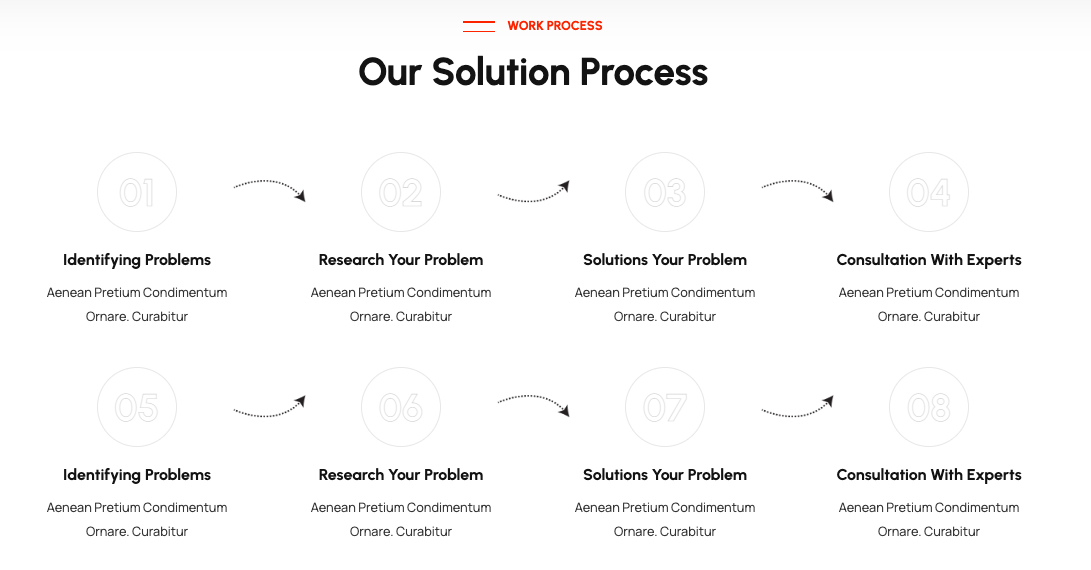 WORK PROCESS
Our Solution Process
01
02
03
04
Identifying Problems
Research Your Problem
Solutions Your Problem
Consultation With Experts
Aenean Pretium Condimentum
Ornare. Curabitur
Aenean Pretium Condimentum
Ornare. Curabitur
Aenean Pretium Condimentum
Ornare. Curabitur
Aenean Pretium Condimentum
Ornare. Curabitur
05
06
07
08
Identifying Problems
Research Your Problem
Solutions Your Problem
Consultation With Experts
Aenean Pretium Condimentum
Ornare. Curabitur
Aenean Pretium Condimentum
Ornare. Curabitur
Aenean Pretium Condimentum
Ornare. Curabitur
Aenean Pretium Condimentum
Ornare. Curabitur